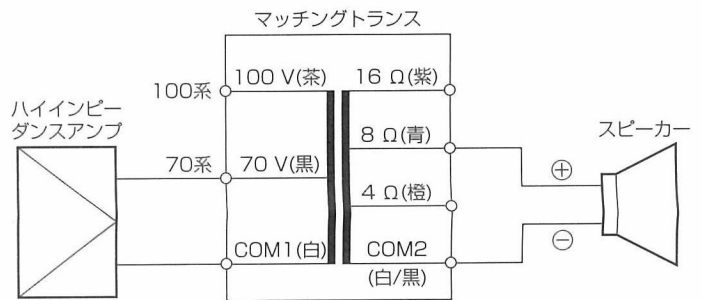 マッチングトランス
100系
100 V(茶)
16 Ω(紫)
ハイインピー
ダンスアンプ
8 Ω(青)
スピーカー
70系
70 V(黒)
⊕
4 Ω(橙)
COM1(白)
COM2
(白/黒)
⊖